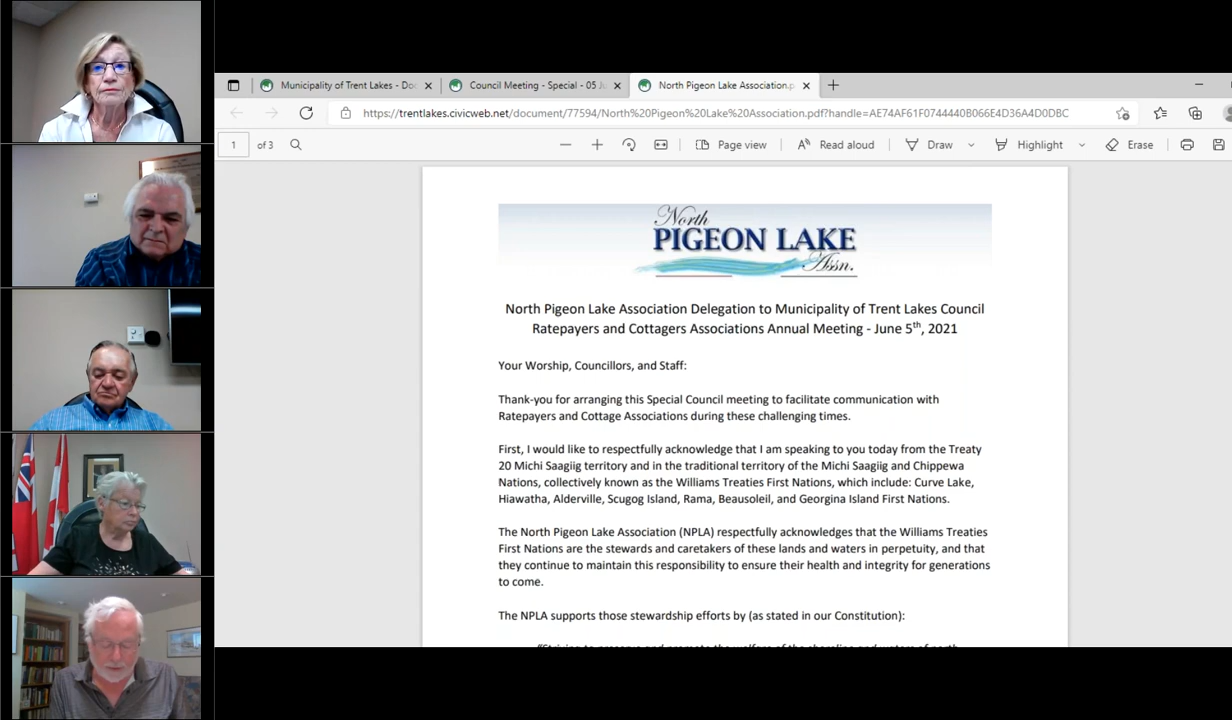 Municipality of Trent Lakes - Doc
Council Meeting - Special - 05 J
North Pigeon Lake Association.p
https://trentlakes.civicweb.net/document/77594/North%20Pigeon%20Lake%20Association.pdf?handle=AE74AF61F0744440B066E4D36A4D0DBC
1 of 3
Page view
Read aloud
Draw
Highlight
Erase
North
PIGEON LAKE
Assn.
North Pigeon Lake Association Delegation to Municipality of Trent Lakes Council
Ratepayers and Cottagers Associations Annual Meeting - June 5th, 2021
Your Worship, Councillors, and Staff:
Thank-you for arranging this Special Council meeting to facilitate communication with
Ratepayers and Cottage Associations during these challenging times.
First, I would like to respectfully acknowledge that I am speaking to you today from the Treaty
20 Michi Saagiig territory and in the traditional territory of the Michi Saagiig and Chippewa
Nations, collectively known as the Williams Treaties First Nations, which include: Curve Lake,
Hiawatha, Alderville, Scugog Island, Rama, Beausoleil, and Georgina Island First Nations.
The North Pigeon Lake Association (NPLA) respectfully acknowledges that the Williams Treaties
First Nations are the stewards and caretakers of these lands and waters in perpetuity, and that
they continue to maintain this responsibility to ensure their health and integrity for generations
to come.
The NPLA supports those stewardship efforts by (as stated in our Constitution):